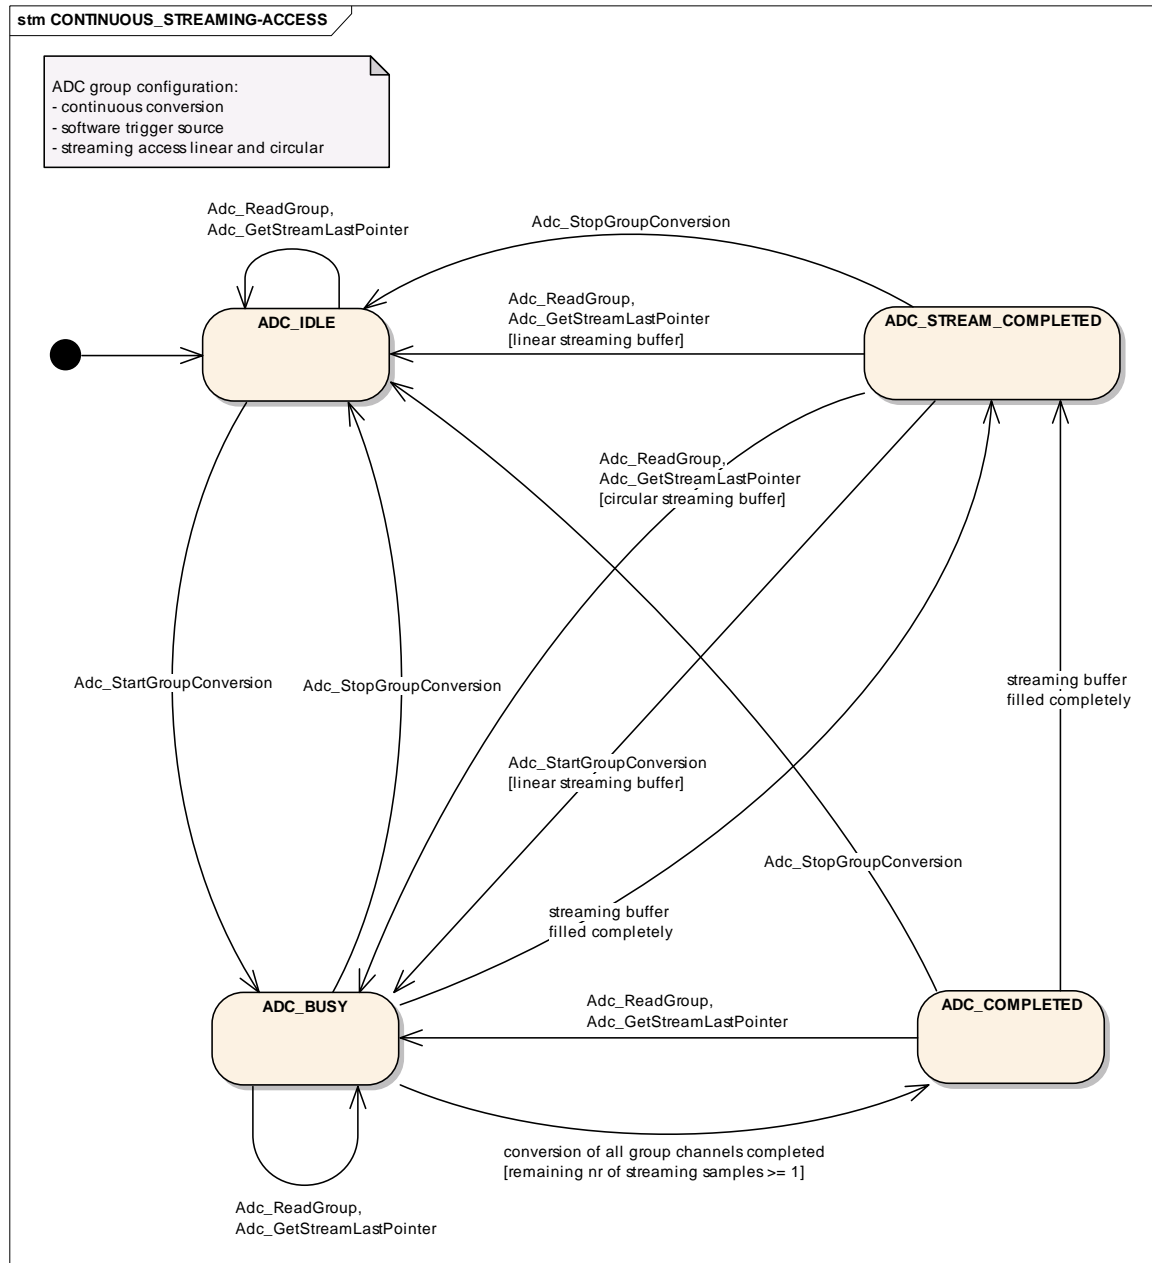 stm CONTINUOUS_STREAMING-ACCESS
ADC group configuration:
- continuous conversion
- software trigger source
- streaming access linear and circular
Adc_ReadGroup,
Adc_GetStreamLastPointer
Adc_StopGroupConversion
Adc_ReadGroup,
Adc_GetStreamLastPointer
[linear streaming buffer]
ADC_IDLE
ADC_STREAM_COMPLETED
Adc_ReadGroup,
Adc_GetStreamLastPointer
[circular streaming buffer]
Adc_StartGroupConversion
Adc_StopGroupConversion
streaming buffer
filled completely
Adc_StartGroupConversion
[linear streaming buffer]
Adc_StopGroupConversion
streaming buffer
filled completely
ADC_BUSY
Adc_ReadGroup,
Adc_GetStreamLastPointer
ADC_COMPLETED
conversion of all group channels completed
[remaining nr of streaming samples >= 1]
Adc_ReadGroup,
Adc_GetStreamLastPointer